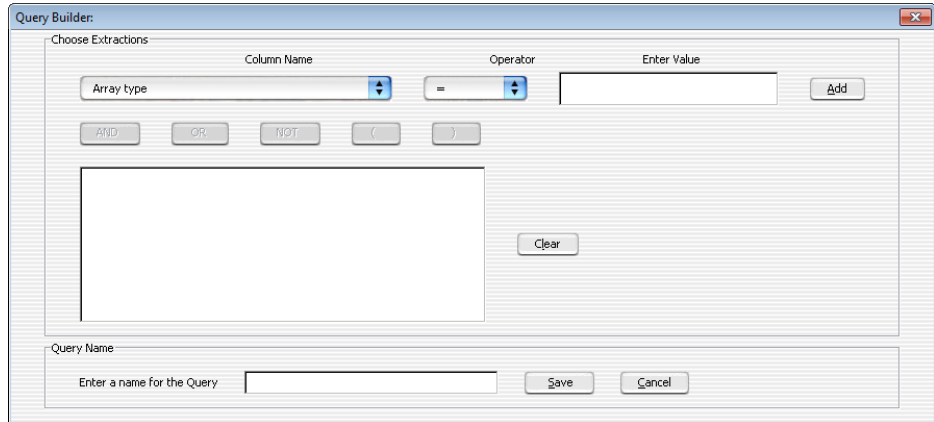 Query Builder:
Choose Extractions
Column Name Operator Enter Value
Array type = Add
AND OR NOT ( )
Clear
Query Name
Enter a name for the Query Save Cancel